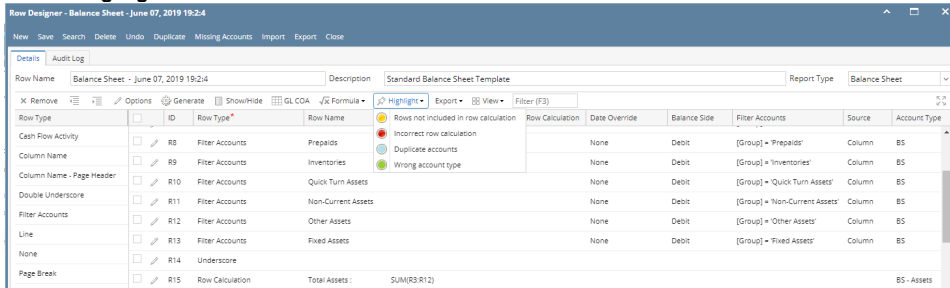 Row Designer - Balance Sheet - June 07, 2019 19:2:4
New Save Search Delete Undo Duplicate Missing Accounts Import Export Close
Details Audit Log
Row Name Balance Sheet - June 07, 2019 19:2:4 Description Standard Balance Sheet Template Report Type Balance Sheet
Remove Options Generate Show/Hide GL COA Formula Highlight Export View Filter (F3)
Row Type ID Row Type* Row Name Row Calculation Date Override Balance Side Filter Accounts Source Account Type
Rows not included in row calculation
Incorrect row calculation
Duplicate accounts
Wrong account type
Cash Flow Activity
Column Name
Column Name - Page Header
Double Underscore
Filter Accounts
Line
None
Page Break
R8 Filter Accounts Prepaids None Debit [Group] = 'Prepaids' Column BS
R9 Filter Accounts Inventories None Debit [Group] = 'Inventories' Column BS
R10 Filter Accounts Quick Turn Assets None Debit [Group] = 'Quick Turn Assets' Column BS
R11 Filter Accounts Non-Current Assets None Debit [Group] = 'Non-Current Assets' Column BS
R12 Filter Accounts Other Assets None Debit [Group] = 'Other Assets' Column BS
R13 Filter Accounts Fixed Assets None Debit [Group] = 'Fixed Assets' Column BS
R14 Underscore
R15 Row Calculation Total Assets : SUM(R3:R12) BS - Assets